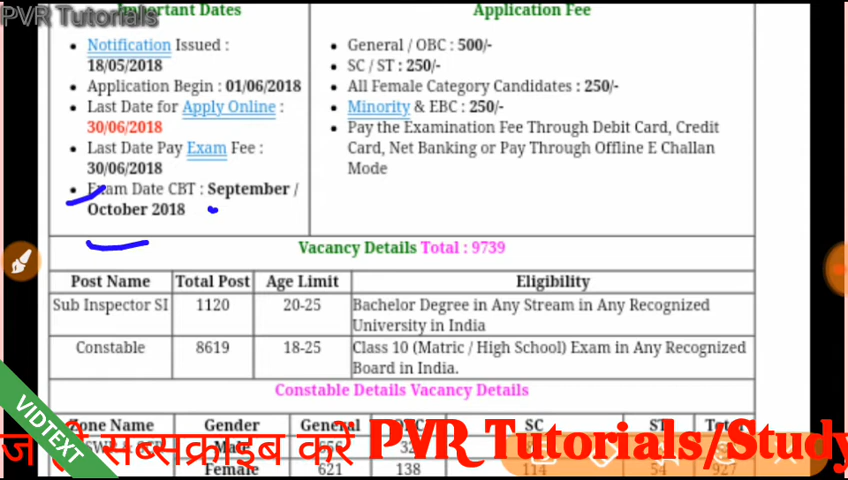 PVR Tutorials
Important Dates
Application Fee
Notification Issued :
18/05/2018
Application Begin : 01/06/2018
Last Date for Apply Online :
30/06/2018
Last Date Pay Exam Fee :
30/06/2018
Exam Date CBT : September /
October 2018
General / OBC : 500/-
SC / ST : 250/-
All Female Category Candidates : 250/-
Minority & EBC : 250/-
Pay the Examination Fee Through Debit Card, Credit
Card, Net Banking or Pay Through Offline E Challan
Mode
Vacancy Details Total : 9739
Post Name Total Post Age Limit Eligibility
Sub Inspector SI 1120 20-25 Bachelor Degree in Any Stream in Any Recognized
University in India
Constable 8619 18-25 Class 10 (Matric / High School) Exam in Any Recognized
Board in India.
Constable Details Vacancy Details
Zone Name Gender General SC
Male
Female 621 138 114 54 927
सब्सक्राइब करें PVR Tutorials/Study
VIDTEXT